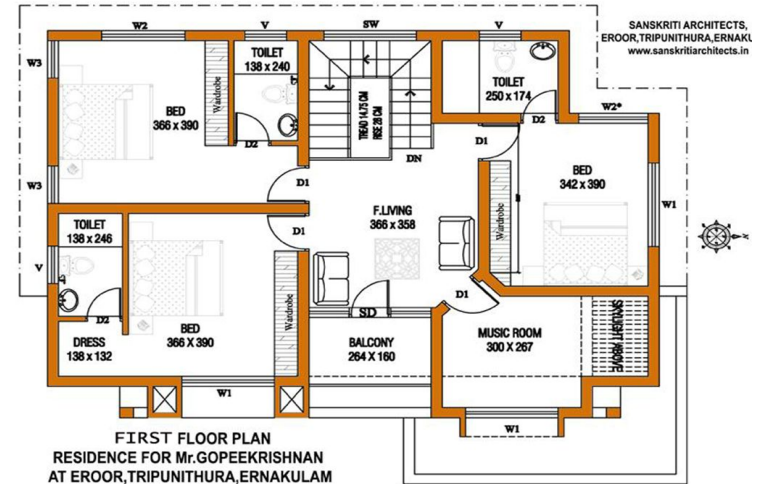 SANSKRITI ARCHITECTS,
EROOR,TRIPUNITHURA,ERNAKU
www.sanskritiarchitects.in
W2
V
SW
V
W3
TOILET
138 x 240
Wardrobe
BED
366 x 390
D2
TREAD 14.75 CM
RISE 28 CM
DN
TOILET
250 x 174
D2
W2*
D1
BED
342 x 390
Wardrobe
W1
W3
D1
D1
F.LIVING
366 x 358
N
TOILET
138 x 246
V
D2
DRESS
138 x 132
BED
366 x 390
Wardrobe
SD
BALCONY
264 X 160
D1
MUSIC ROOM
300 X 267
SKYLIGHT ABOVE
W1
W1
FIRST FLOOR PLAN
RESIDENCE FOR Mr.GOPEEKRISHNAN
AT EROOR,TRIPUNITHURA,ERNAKULAM